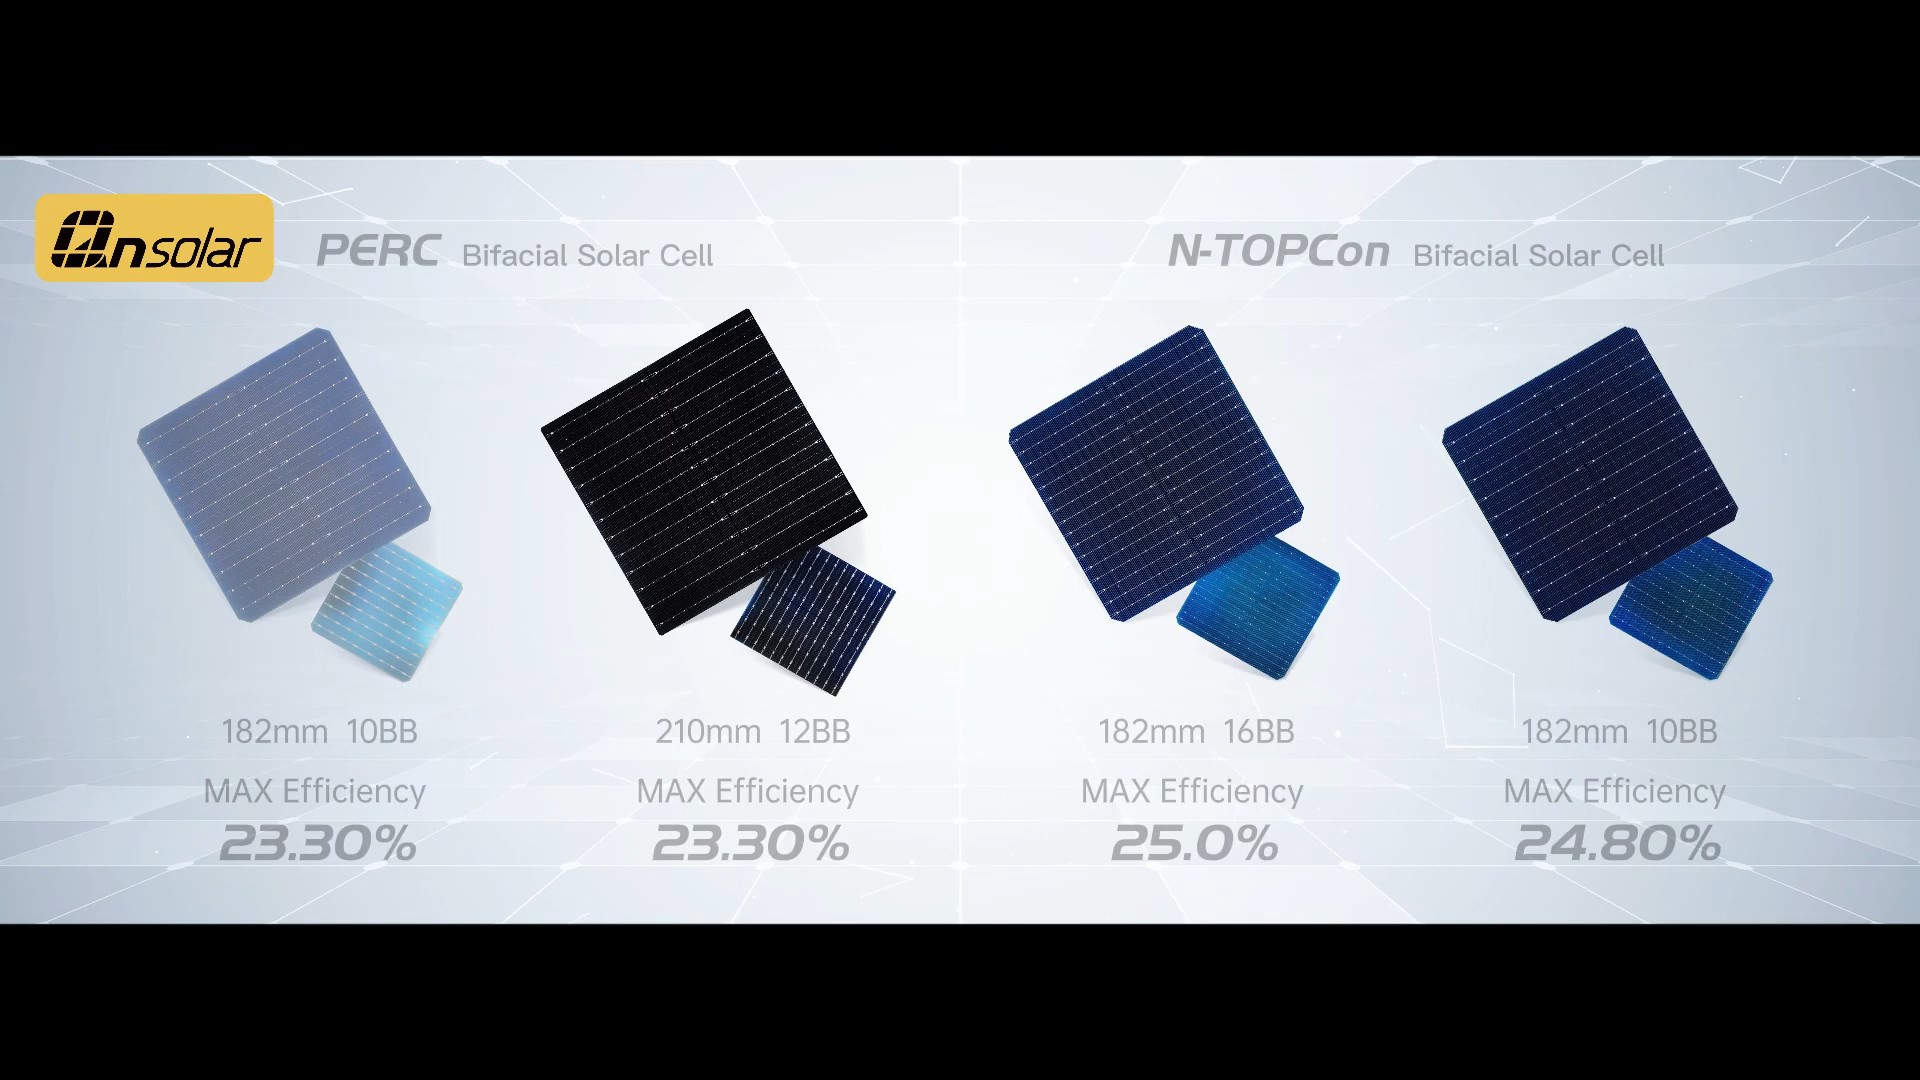 Qnsolar
PERC Bifacial Solar Cell
N-TOPCon Bifacial Solar Cell
182mm 10BB
MAX Efficiency
23.30%
210mm 12BB
MAX Efficiency
23.30%
182mm 16BB
MAX Efficiency
25.0%
182mm 10BB
MAX Efficiency
24.80%